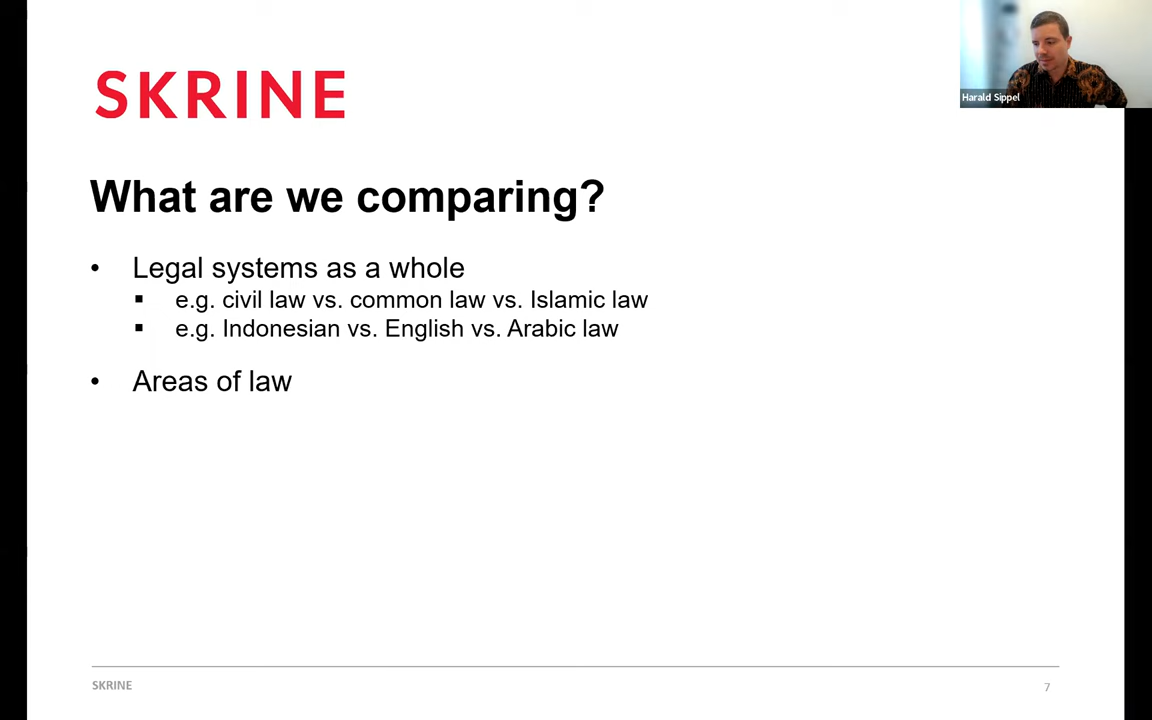 SKRINE
Harald Sippel
What are we comparing?
• Legal systems as a whole
▪ e.g. civil law vs. common law vs. Islamic law
▪ e.g. Indonesian vs. English vs. Arabic law
• Areas of law
SKRINE
7